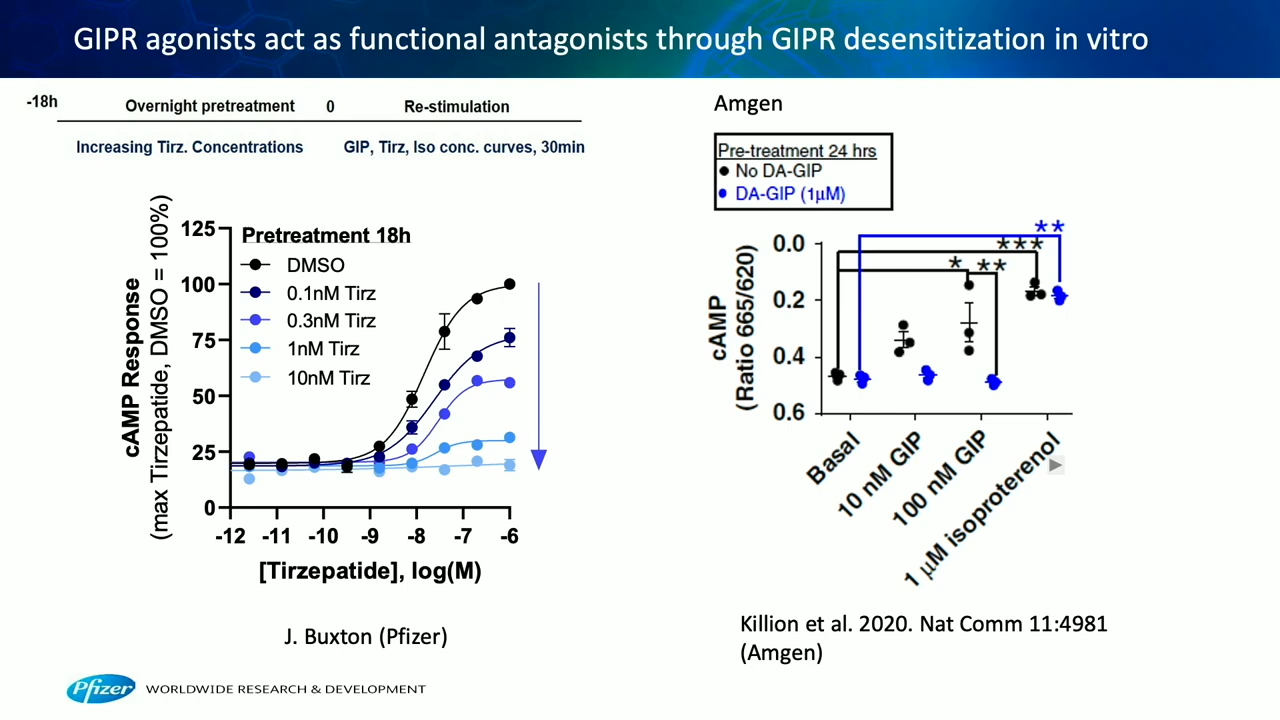 GIPR agonists act as functional antagonists through GIPR desensitization in vitro
-18h
Overnight pretreatment
0
Re-stimulation
Increasing Tirz. Concentrations
GIP, Tirz, Iso conc. curves, 30min
cAMP Response
(max Tirzepatide, DMSO = 100%)
125
100
75
50
25
0
Pretreatment 18h
DMSO
0.1nM Tirz
0.3nM Tirz
1nM Tirz
10nM Tirz
-12 -11 -10 -9 -8 -7 -6
[Tirzepatide], log(M)
J. Buxton (Pfizer)
Amgen
Pre-treatment 24 hrs
No DA-GIP
DA-GIP (1µM)
cAMP
(Ratio 665/620)
0.0
0.2
0.4
0.6
**
***
*
**
Basal
10 nM GIP
100 nM GIP
1 µM isoproterenol
Killion et al. 2020. Nat Comm 11:4981
(Amgen)
Pfizer
WORLDWIDE RESEARCH & DEVELOPMENT